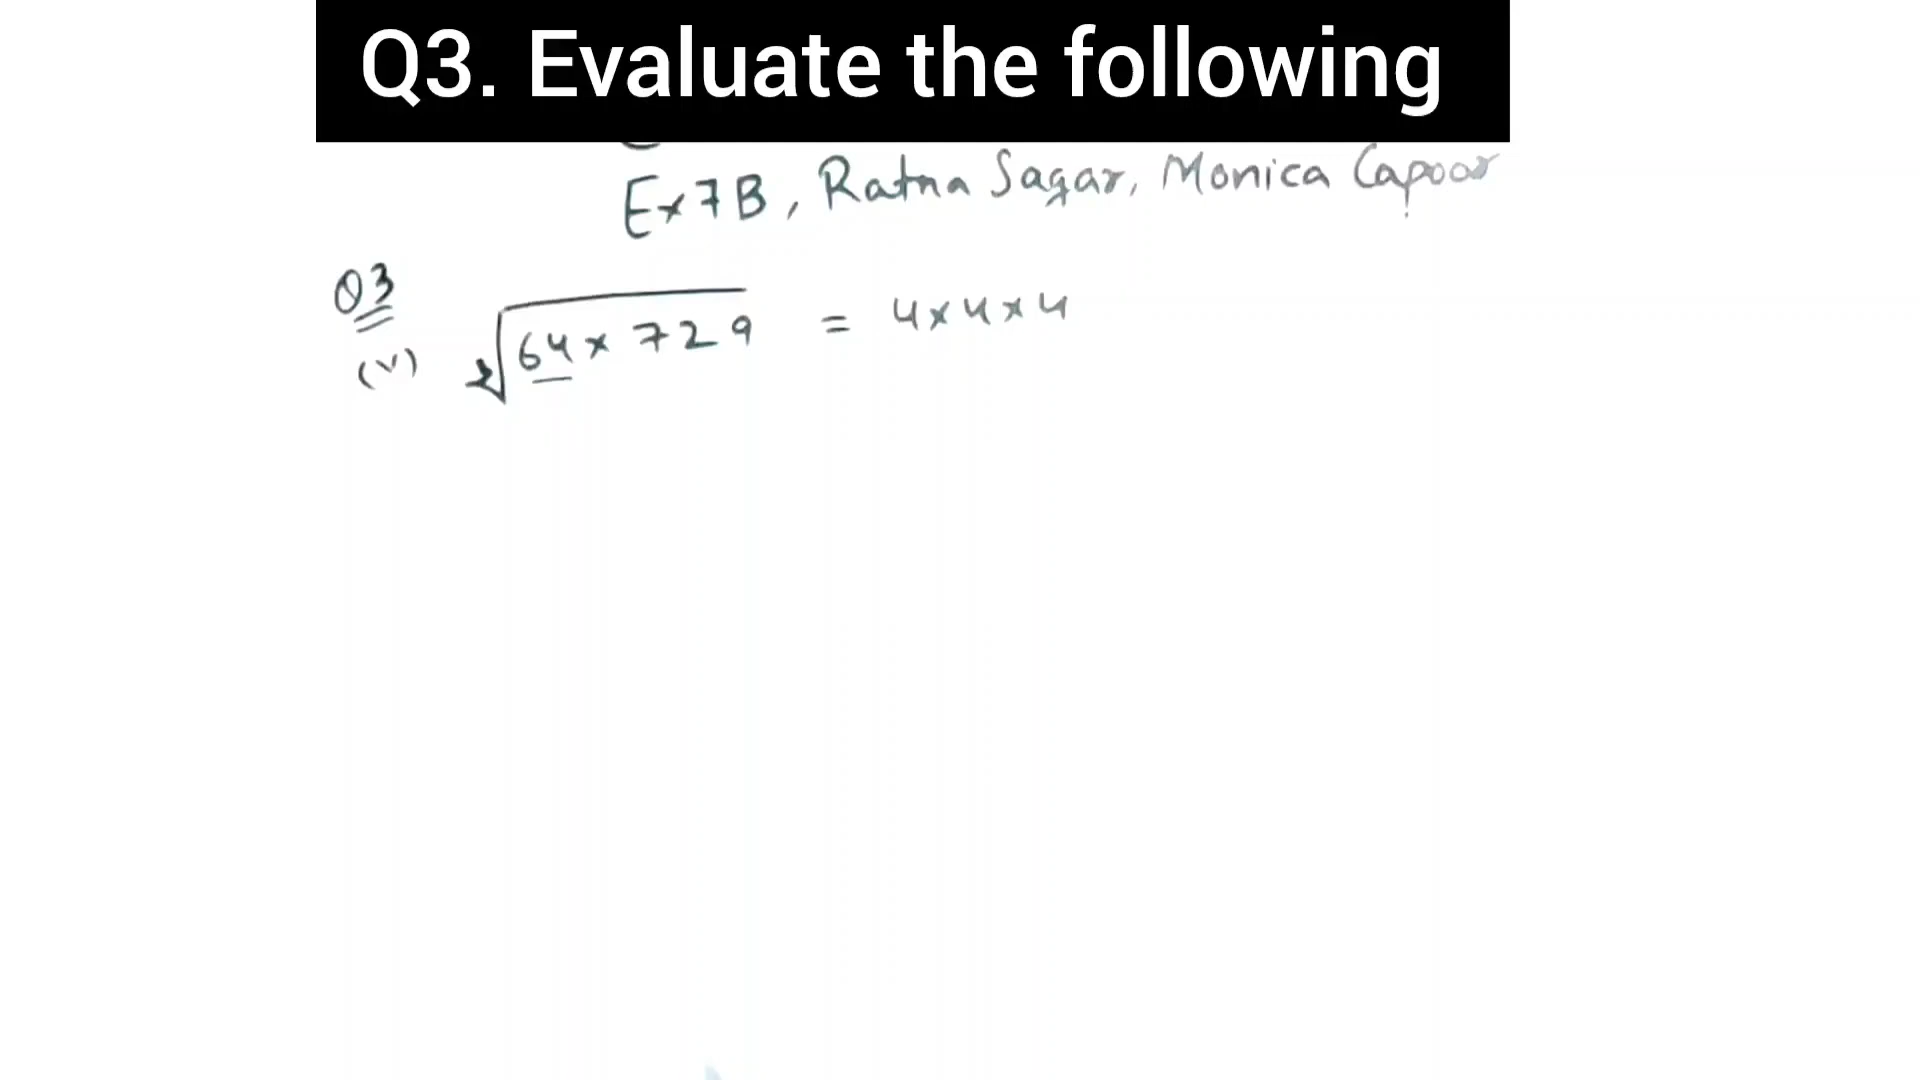 Q3. Evaluate the following
Ex 7B, Ratna Sagar, Monica Capoor
Q3
(v) ∛64 × 729 = 4 × 4 × 4